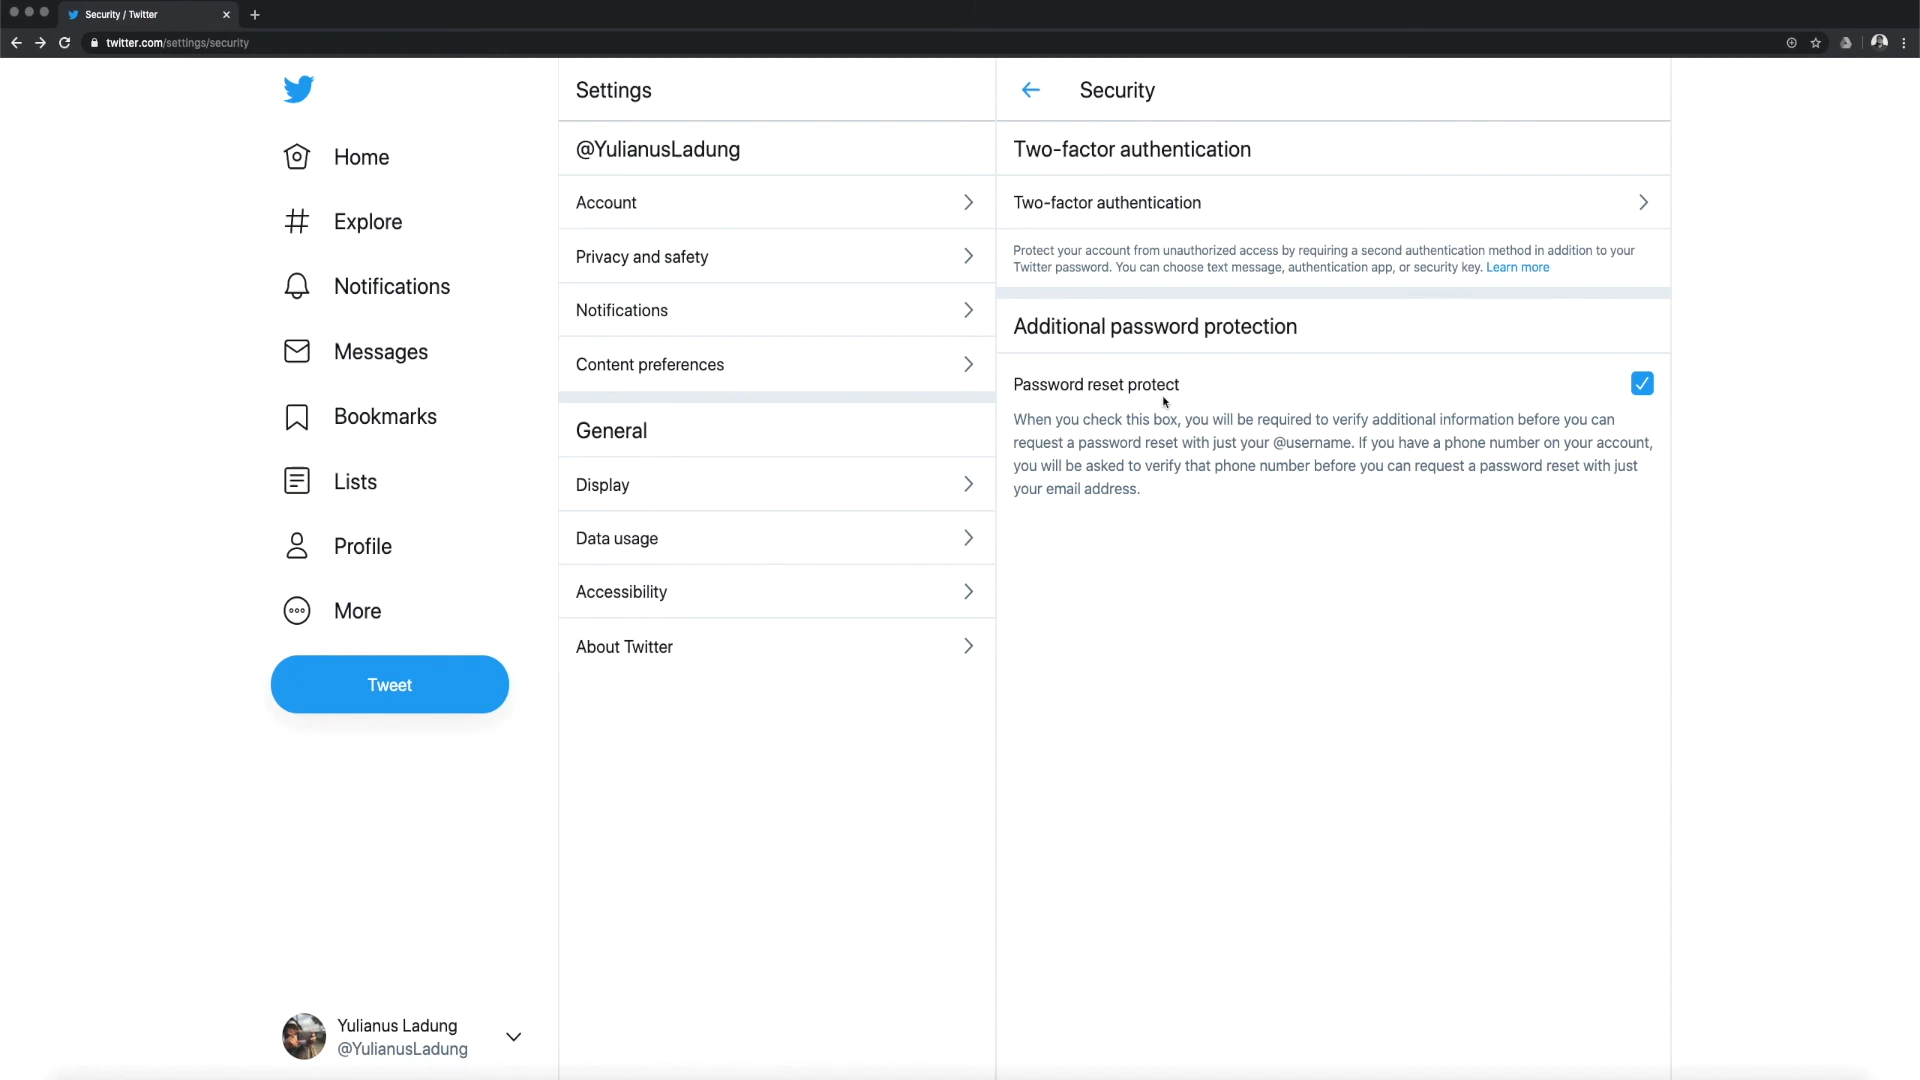 Security / Twitter
twitter.com/settings/security
Home
Explore
Notifications
Messages
Bookmarks
Lists
Profile
More
Tweet
Yulianus Ladung
@YulianusLadung
Settings
@YulianusLadung
Account
Privacy and safety
Notifications
Content preferences
General
Display
Data usage
Accessibility
About Twitter
Security
Two-factor authentication
Two-factor authentication
Protect your account from unauthorized access by requiring a second authentication method in addition to your
Twitter password. You can choose text message, authentication app, or security key. Learn more
Additional password protection
Password reset protect
When you check this box, you will be required to verify additional information before you can
request a password reset with just your @username. If you have a phone number on your account,
you will be asked to verify that phone number before you can request a password reset with just
your email address.